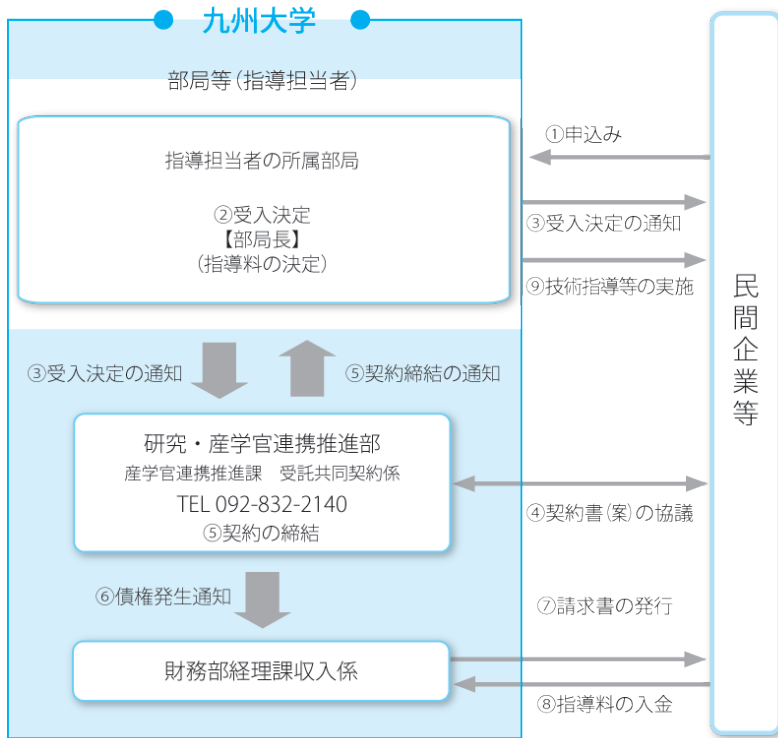 九州大学
部局等(指導担当者)
指導担当者の所属部局
②受入決定
【部局長】
(指導料の決定)
①申込み
③受入決定の通知
⑨技術指導等の実施
民間企業等
③受入決定の通知
⑤契約締結の通知
研究・産学官連携推進部
産学官連携推進課 受託共同契約係
TEL 092-832-2140
⑤契約の締結
④契約書(案)の協議
⑥債権発生通知
⑦請求書の発行
財務部経理課収入係
⑧指導料の入金